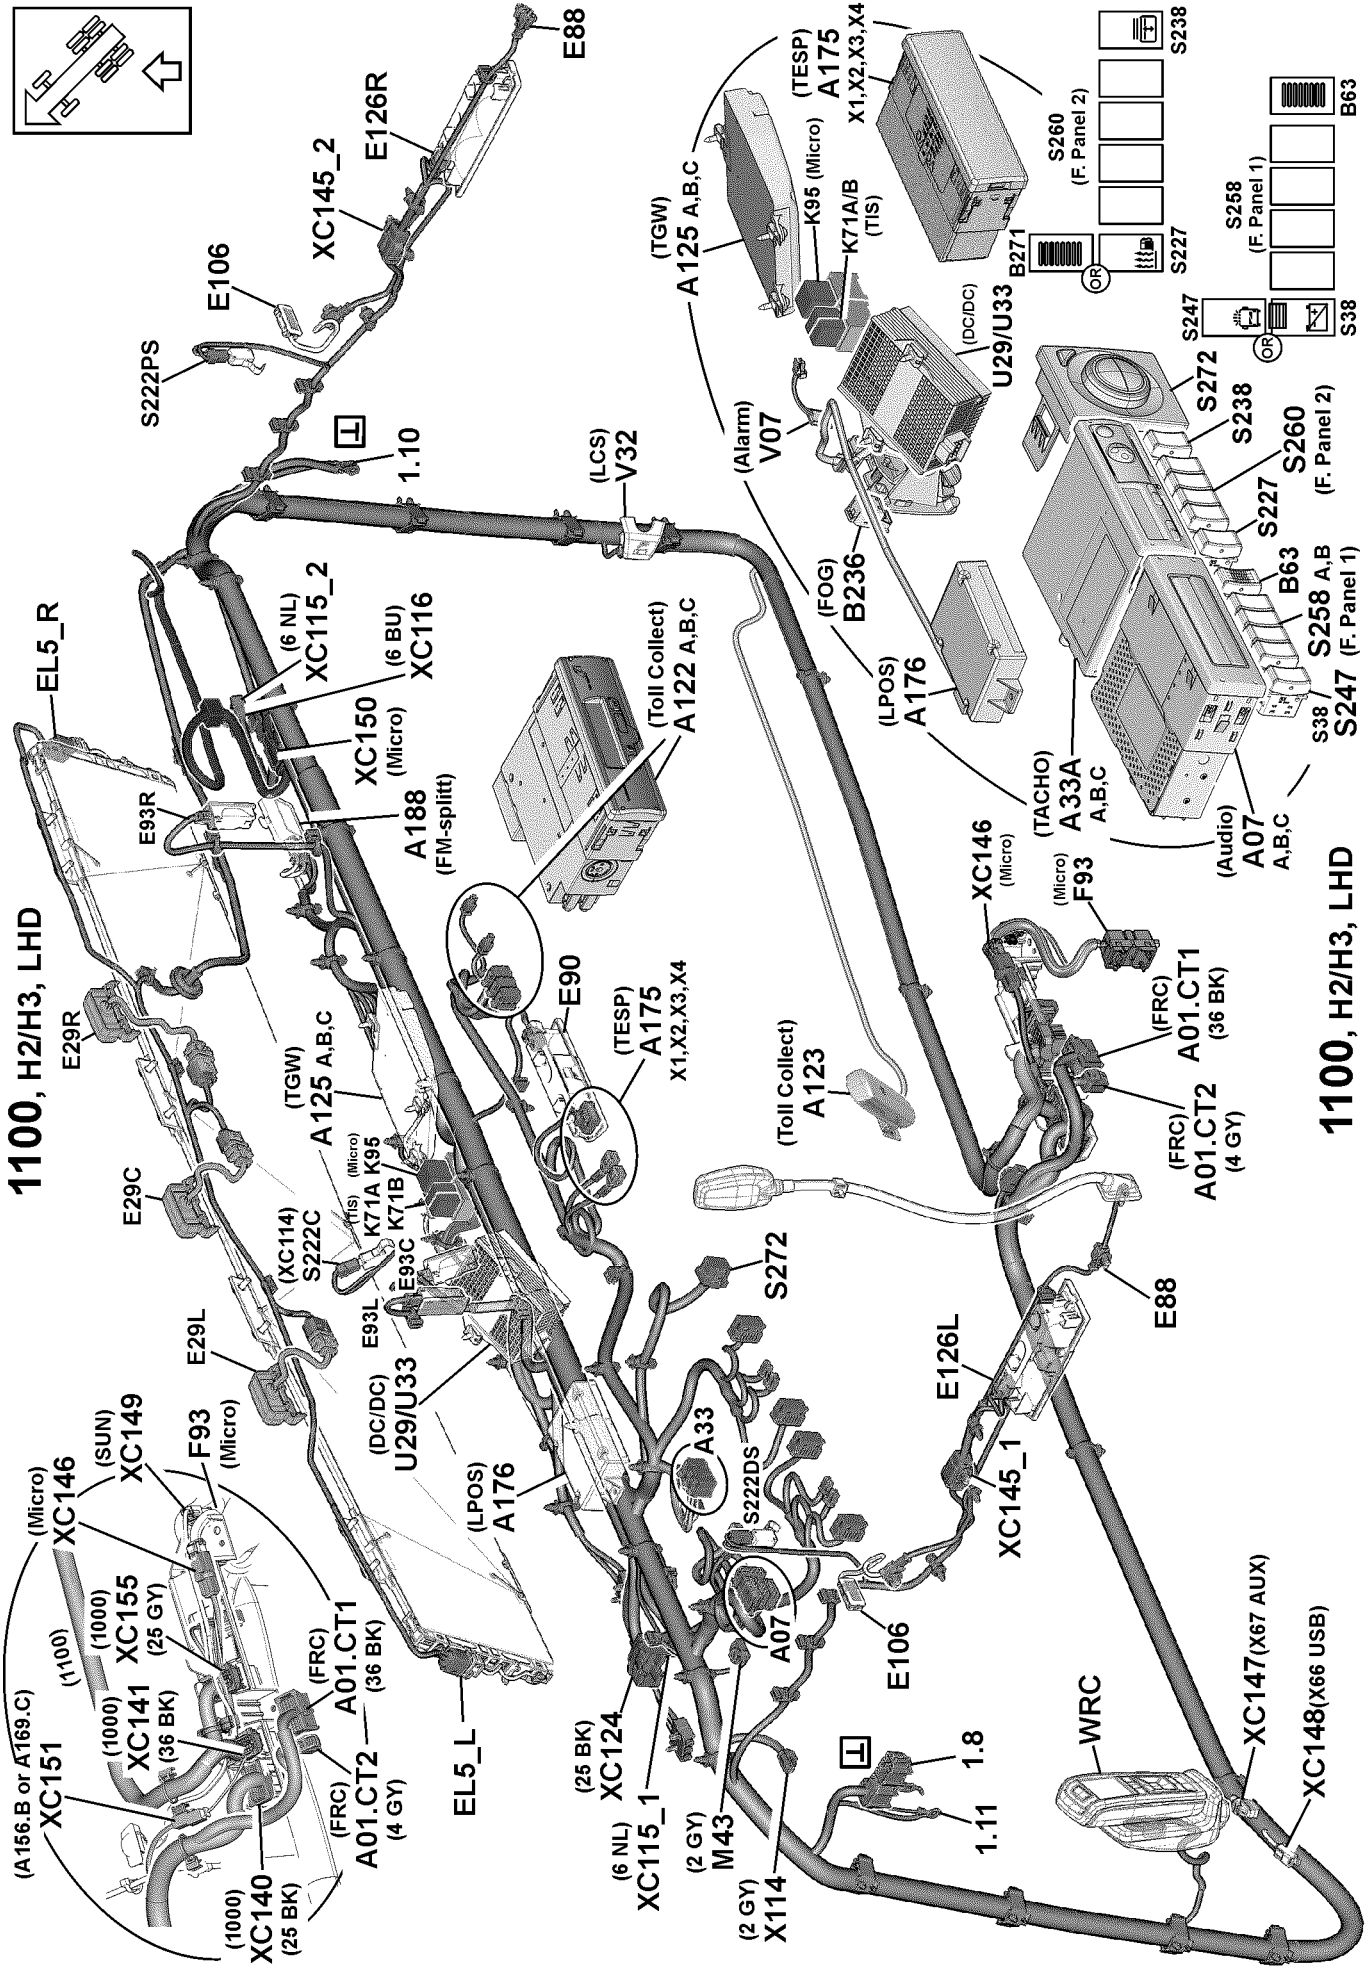 1100, H2/H3, LHD
(A156.B or A169.C)
XC151
(1100)
(1000)
XC141
(36 BK)
(1000)
XC155
(25 GY)
(Micro)
XC146
(SUN)
XC149
F93
(Micro)
(1000)
XC140
(25 BK)
(FRC)
A01.CT2
(4 GY)
(FRC)
A01.CT1
(36 BK)
E29L
E29C
E29R
EL5_R
E93R
S222PS
E106
XC145_2
E126R
E88
1.10
T
(XC114)
S222C
(TIS)
K71A
K71B
(Micro)
K95
E93L
E93C
(TGW)
A125 A,B,C
A188
(FM-splitt)
XC150
(Micro)
(6 NL)
XC115_2
(6 BU)
XC116
EL5_L
(LPOS)
A176
(DC/DC)
U29/U33
E90
(TESP)
A175
X1,X2,X3,X4
(Toll Collect)
A122 A,B,C
(LCS)
V32
(25 BK)
XC124
(6 NL)
XC115_1
(2 GY)
M43
(2 GY)
X114
A07
S222DS
A33
S272
(Toll Collect)
A123
E106
XC145_1
E126L
E88
T
1.8
1.11
WRC
XC147(X67 AUX)
XC148(X66 USB)
(FRC)
A01.CT2
(4 GY)
(FRC)
A01.CT1
(36 BK)
XC146
(Micro)
(Micro)
F93
(TGW)
A125 A,B,C
K95 (Micro)
K71A/B
(TIS)
(TESP)
A175
X1,X2,X3,X4
(Alarm)
V07
(DC/DC)
U29/U33
(FOG)
B236
(LPOS)
A176
(TACHO)
A33A
A,B,C
(Audio)
A07
A,B,C
S38
S247
S258 A,B
(F. Panel 1)
B63
S227
S260
(F. Panel 2)
S238
S272
B271
OR
S227
S260
(F. Panel 2)
S238
S247
OR
S38
S258
(F. Panel 1)
B63
1100, H2/H3, LHD